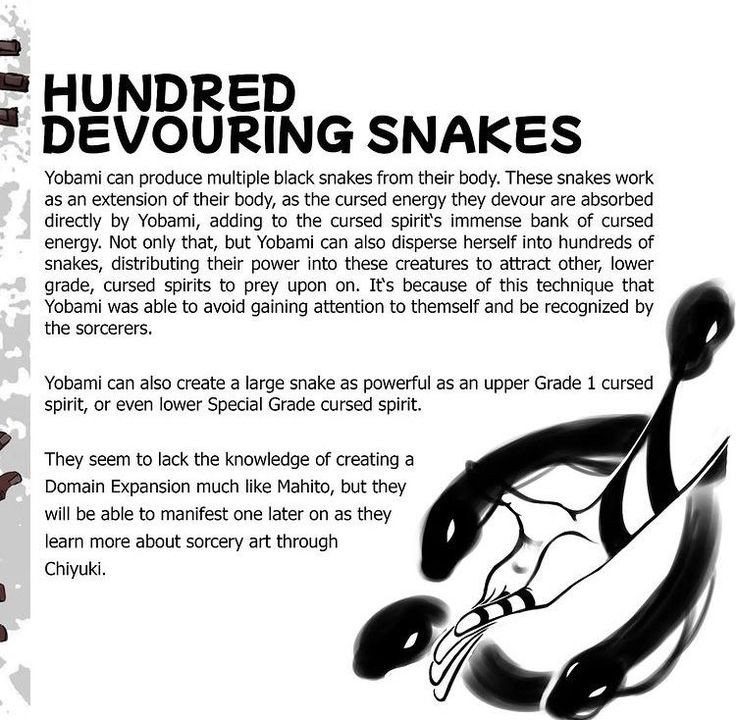 HUNDRED
DEVOURING SNAKES
Yobami can produce multiple black snakes from their body. These snakes work
as an extension of their body, as the cursed energy they devour are absorbed
directly by Yobami, adding to the cursed spirit's immense bank of cursed
energy. Not only that, but Yobami can also disperse herself into hundreds of
snakes, distributing their power into these creatures to attract other, lower
grade, cursed spirits to prey upon on. It's because of this technique that
Yobami was able to avoid gaining attention to themself and be recognized by
the sorcerers.
Yobami can also create a large snake as powerful as an upper Grade 1 cursed
spirit, or even lower Special Grade cursed spirit.
They seem to lack the knowledge of creating a
Domain Expansion much like Mahito, but they
will be able to manifest one later on as they
learn more about sorcery art through
Chiyuki.